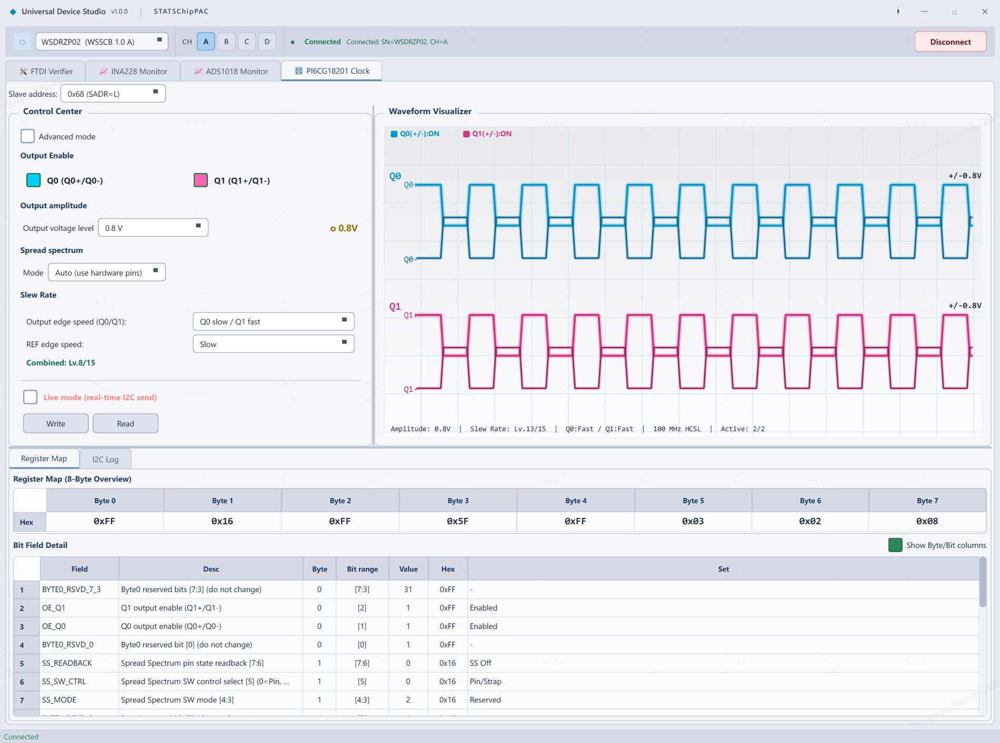 Universal Device Studio v1.0.0 | STATSChipPAC
WSDRZP02 (WSSCB 1.0 A) CH A B C D ● Connected Connected: SN=WSDRZP02, CH=A Disconnect
FTDI Verifier INA228 Monitor ADS1018 Monitor PI6CG18201 Clock
Slave address: 0x68 (SADR=L)
Control Center
Advanced mode
Output Enable
Q0 (Q0+/Q0-) Q1 (Q1+/Q1-)
Output amplitude
Output voltage level 0.8 V o 0.8V
Spread spectrum
Mode Auto (use hardware pins)
Slew Rate
Output edge speed (Q0/Q1): Q0 slow / Q1 fast
REF edge speed: Slow
Combined: Lv.8/15
Live mode (real-time I2C send)
Write Read
Waveform Visualizer
Q0(+/-):ON Q1(+/-):ON
Q0 +/-0.8V
Q0+
Q0-
Q1 +/-0.8V
Q1+
Q1-
Amplitude: 0.8V | Slew Rate: Lv.13/15 | Q0:Fast / Q1:Fast | 100 MHz HCSL | Active: 2/2
Register Map I2C Log
Register Map (8-Byte Overview)
Byte 0 Byte 1 Byte 2 Byte 3 Byte 4 Byte 5 Byte 6 Byte 7
Hex 0xFF 0x16 0xFF 0x5F 0xFF 0x03 0x02 0x08
Bit Field Detail Show Byte/Bit columns
Field Desc Byte Bit range Value Hex Set
1 BYTE0_RSVD_7_3 Byte0 reserved bits [7:3] (do not change) 0 [7:3] 31 0xFF -
2 OE_Q1 Q1 output enable (Q1+/Q1-) 0 [2] 1 0xFF Enabled
3 OE_Q0 Q0 output enable (Q0+/Q0-) 0 [1] 1 0xFF Enabled
4 BYTE0_RSVD_0 Byte0 reserved bit [0] (do not change) 0 [0] 1 0xFF -
5 SS_READBACK Spread Spectrum pin state readback [7:6] 1 [7:6] 0 0x16 SS Off
6 SS_SW_CTRL Spread Spectrum SW control select [5] (0=Pin, ... 1 [5] 0 0x16 Pin/Strap
7 SS_MODE Spread Spectrum SW mode [4:3] 1 [4:3] 2 0x16 Reserved
Connected